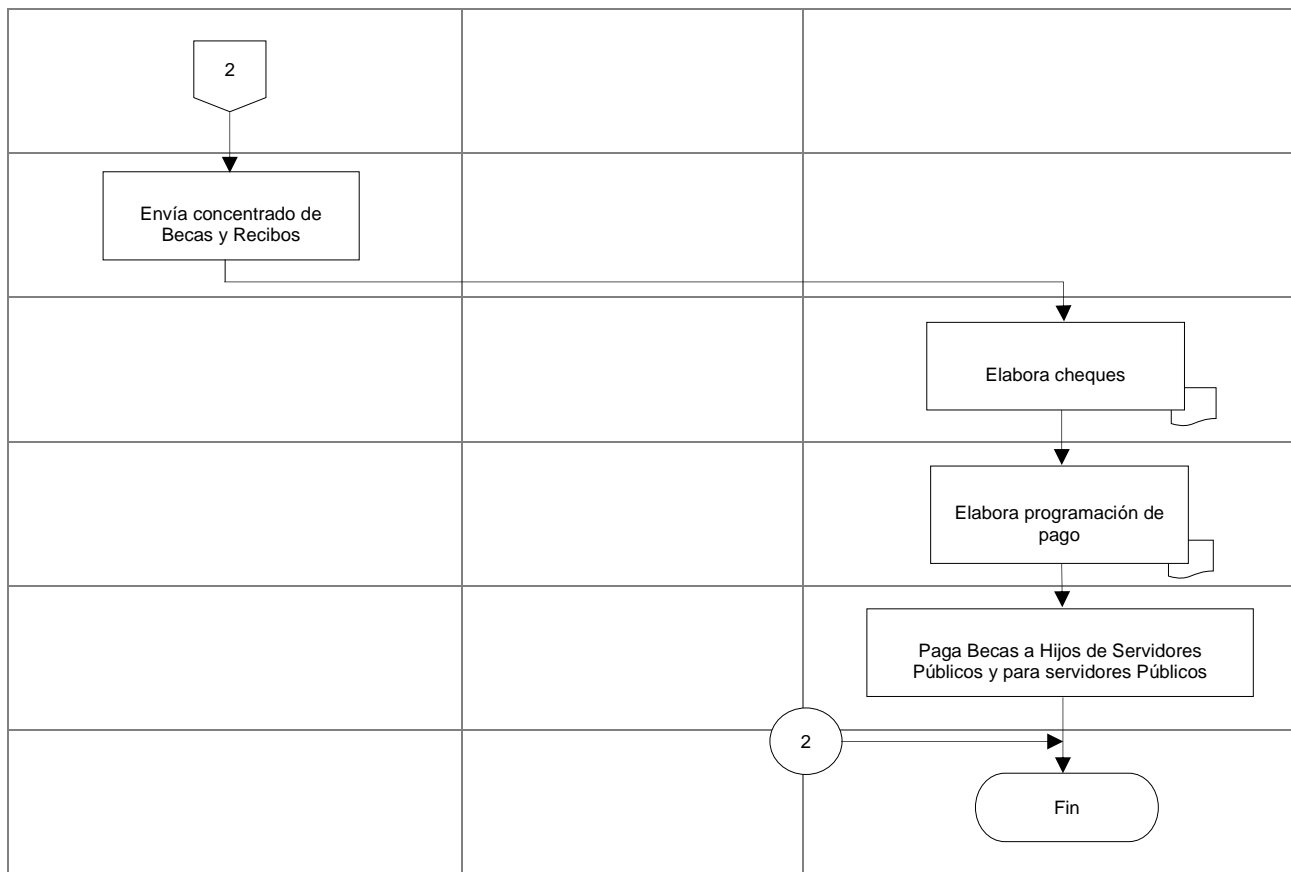 2
Envía concentrado de
Becas y Recibos
Elabora cheques
Elabora programación de
pago
Paga Becas a Hijos de Servidores
Públicos y para servidores Públicos
2
Fin